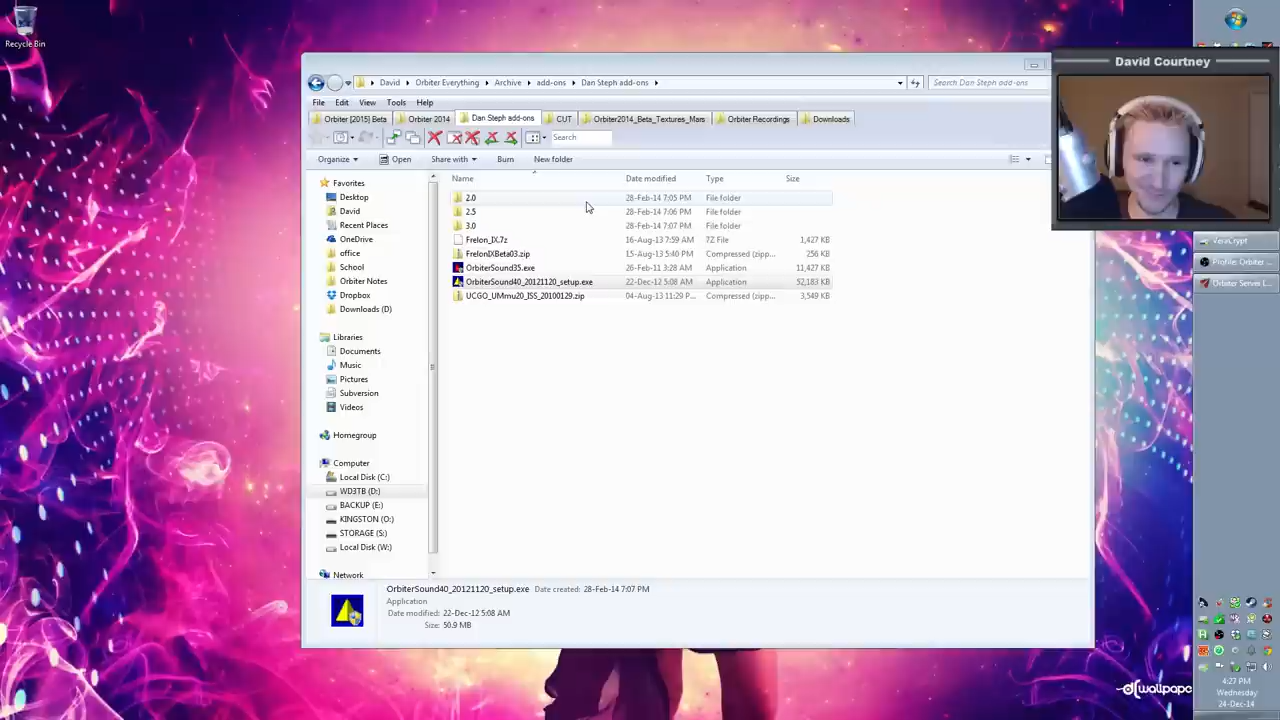 Recycle Bin
David Courtney
David
Orbiter Everything
Archive
add-ons
Dan Steph add-ons
Search Dan Steph add-ons
File Edit View Tools Help
Orbiter [2015] Beta
Orbiter 2014
Dan Steph add-ons
CUT
Orbiter2014_Beta_Textures_Mars
Orbiter Recordings
Downloads
Search
Organize
Open
Share with
Burn
New folder
Name Date modified Type Size
Favorites
Desktop
David
Recent Places
OneDrive
office
School
Orbiter Notes
Dropbox
Downloads (D)
Libraries
Documents
Music
Pictures
Subversion
Videos
Homegroup
Computer
Local Disk (C:)
WD3TB (D:)
BACKUP (E:)
KINGSTON (O:)
STORAGE (S:)
Local Disk (W:)
Network
2.0 28-Feb-14 7:05 PM File folder
2.5 28-Feb-14 7:06 PM File folder
3.0 28-Feb-14 7:07 PM File folder
Frelon_IX.7z 16-Aug-13 7:59 AM 7Z File 1,427 KB
FrelonIXBeta03.zip 15-Aug-13 5:40 PM Compressed (zipp... 256 KB
OrbiterSound35.exe 26-Feb-11 3:28 AM Application 11,427 KB
OrbiterSound40_20121120_setup.exe 22-Dec-12 5:08 AM Application 52,183 KB
UCGO_UMmu20_ISS_20100129.zip 04-Aug-13 11:29 P... Compressed (zipp... 3,549 KB
OrbiterSound40_20121120_setup.exe Date created: 28-Feb-14 7:07 PM
Application
Date modified: 22-Dec-12 5:08 AM
Size: 50.9 MB
VeraCrypt
Profile: Orbiter ...
Orbiter Server L...
4:27 PM
Wednesday
24-Dec-14